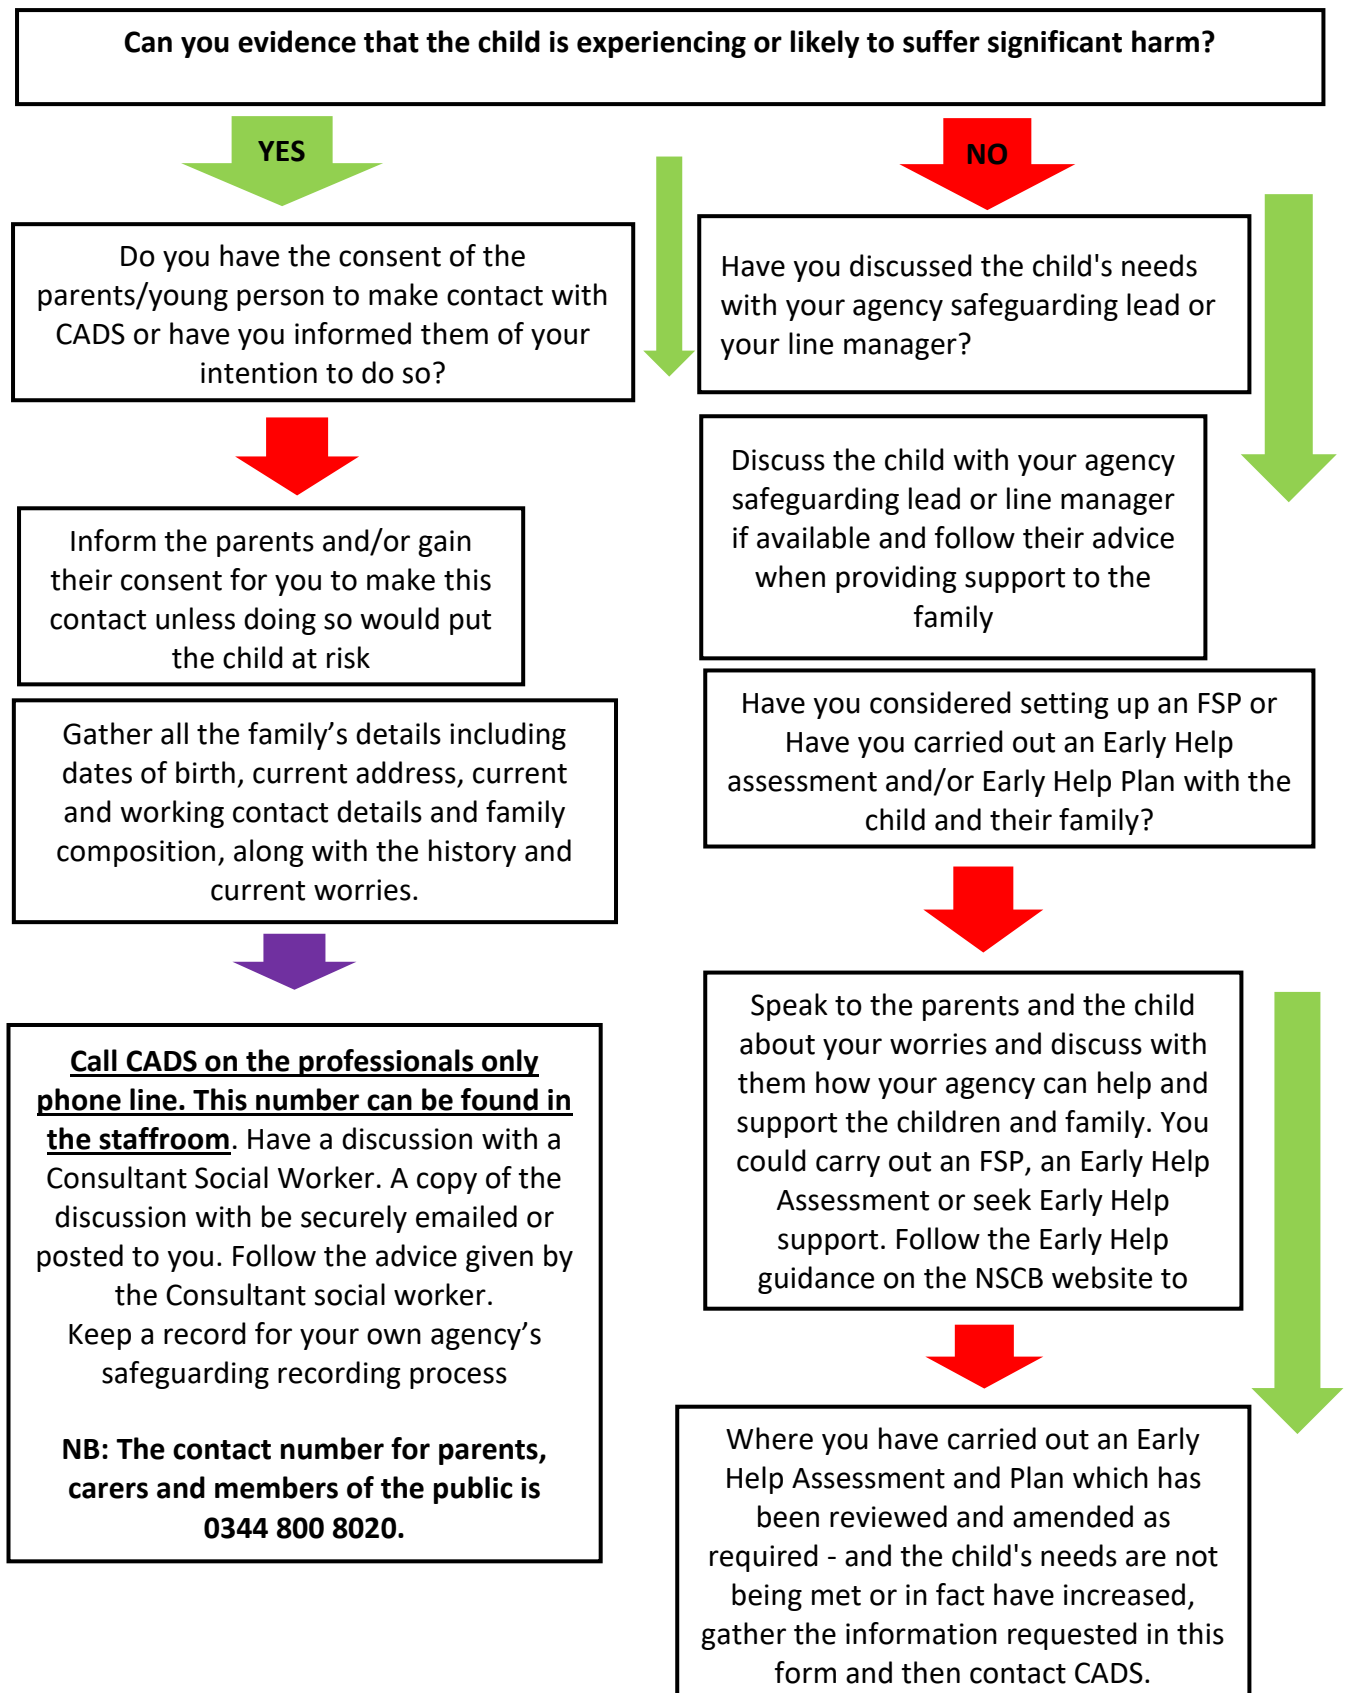 Can you evidence that the child is experiencing or likely to suffer significant harm?
YES
Do you have the consent of the
parents/young person to make contact with
CADS or have you informed them of your
intention to do so?
Inform the parents and/or gain
their consent for you to make this
contact unless doing so would put
the child at risk
Gather all the family’s details including
dates of birth, current address, current
and working contact details and family
composition, along with the history and
current worries.
Call CADS on the professionals only
phone line. This number can be found in
the staffroom. Have a discussion with a
Consultant Social Worker. A copy of the
discussion with be securely emailed or
posted to you. Follow the advice given by
the Consultant social worker.
Keep a record for your own agency’s
safeguarding recording process
NB: The contact number for parents,
carers and members of the public is
0344 800 8020.
NO
Have you discussed the child's needs
with your agency safeguarding lead or
your line manager?
Discuss the child with your agency
safeguarding lead or line manager
if available and follow their advice
when providing support to the
family
Have you considered setting up an FSP or
Have you carried out an Early Help
assessment and/or Early Help Plan with the
child and their family?
Speak to the parents and the child
about your worries and discuss with
them how your agency can help and
support the children and family. You
could carry out an FSP, an Early Help
Assessment or seek Early Help
support. Follow the Early Help
guidance on the NSCB website to
Where you have carried out an Early
Help Assessment and Plan which has
been reviewed and amended as
required - and the child's needs are not
being met or in fact have increased,
gather the information requested in this
form and then contact CADS.